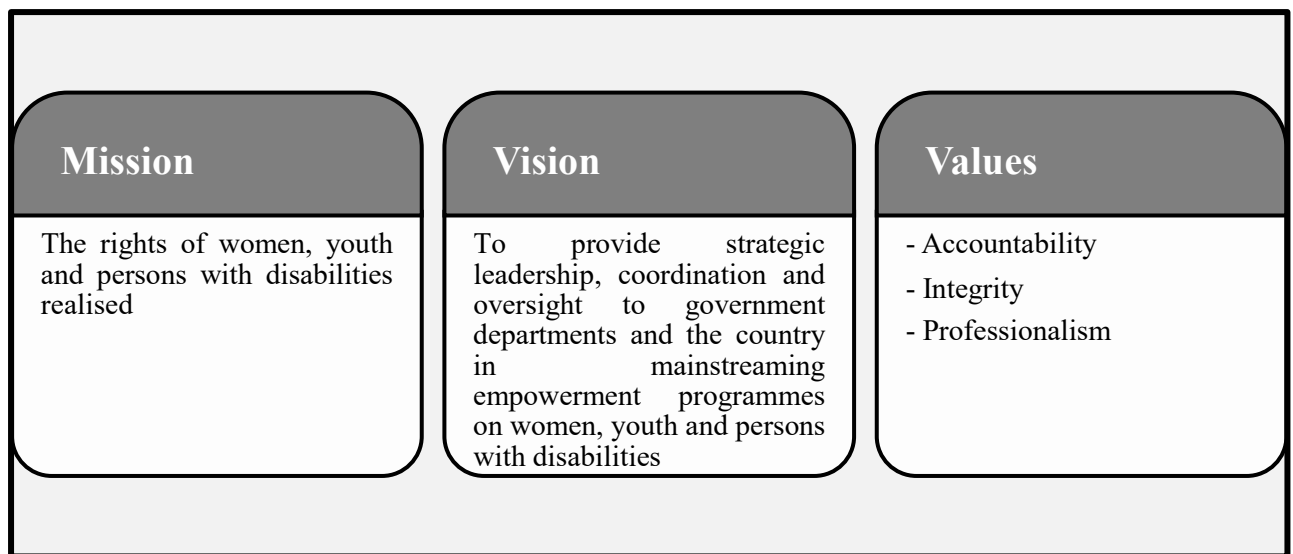 Mission
The rights of women, youth
and persons with disabilities
realised
Vision
To provide strategic
leadership, coordination and
oversight to government
departments and the country
in mainstreaming
empowerment programmes
on women, youth and persons
with disabilities
Values
- Accountability
- Integrity
- Professionalism